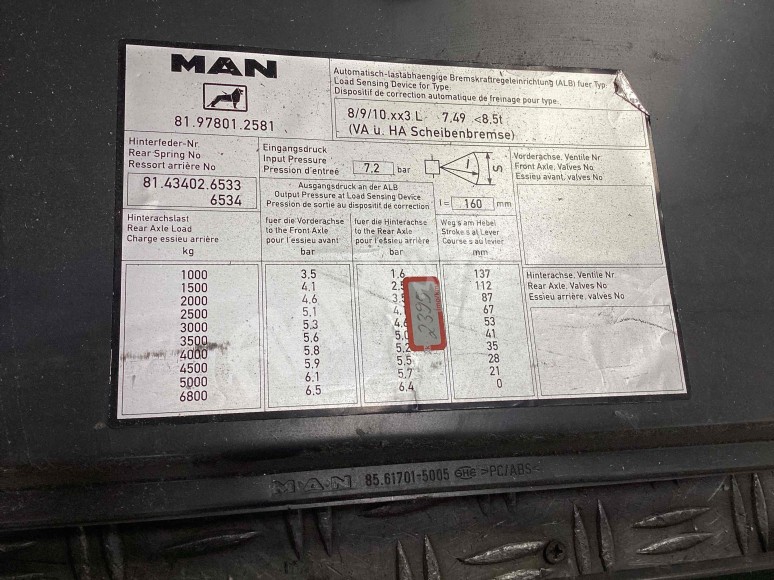 MAN
81.97801.2581
Automatisch-lastabhaengige Bremskraftregeleinrichtung (ALB) fuer Typ
Load Sensing Device for Type
Dispositif de correction automatique de freinage pour type.
8/9/10.xx3 L 7,49 <8,5t
(VA u. HA Scheibenbremse)
Hinterfeder-Nr.
Rear Spring No
Ressort arrière No
81.43402.6533
6534
Eingangsdruck
Input Pressure
Pression d'entreé 7,2 bar
Ausgangsdruck an der ALB
Output Pressure at Load Sensing Device
Pression de sortie au dispositif de correction
l S
l = 160 mm
Vorderachse, Ventile Nr.
Front Axle, Valves No
Essieu avant, valves No
Hinterachslast
Rear Axle Load
Charge essieu arrière
kg
fuer die Vorderachse
to the Front Axle
pour l'essieu avant
bar
fuer die Hinterachse
to the Rear Axle
pour l'essieu arrière
bar
Weg s am Hebel
Stroke s at Lever
Course s au levier
mm
1000 3.5 1.6 137
1500 4.1 112
2000 4.6 87
2500 5.1 67
3000 5.3 53
3500 5.6 41
4000 5.8 35
4500 5.9 5.5 28
5000 6.1 5.7 21
6800 6.5 6.4 0
2395
Hinterachse, Ventile Nr.
Rear Axle, Valves No
Essieu arrière, valves No
M·A·N 85.61701-5005 GHE >PC/ABS<